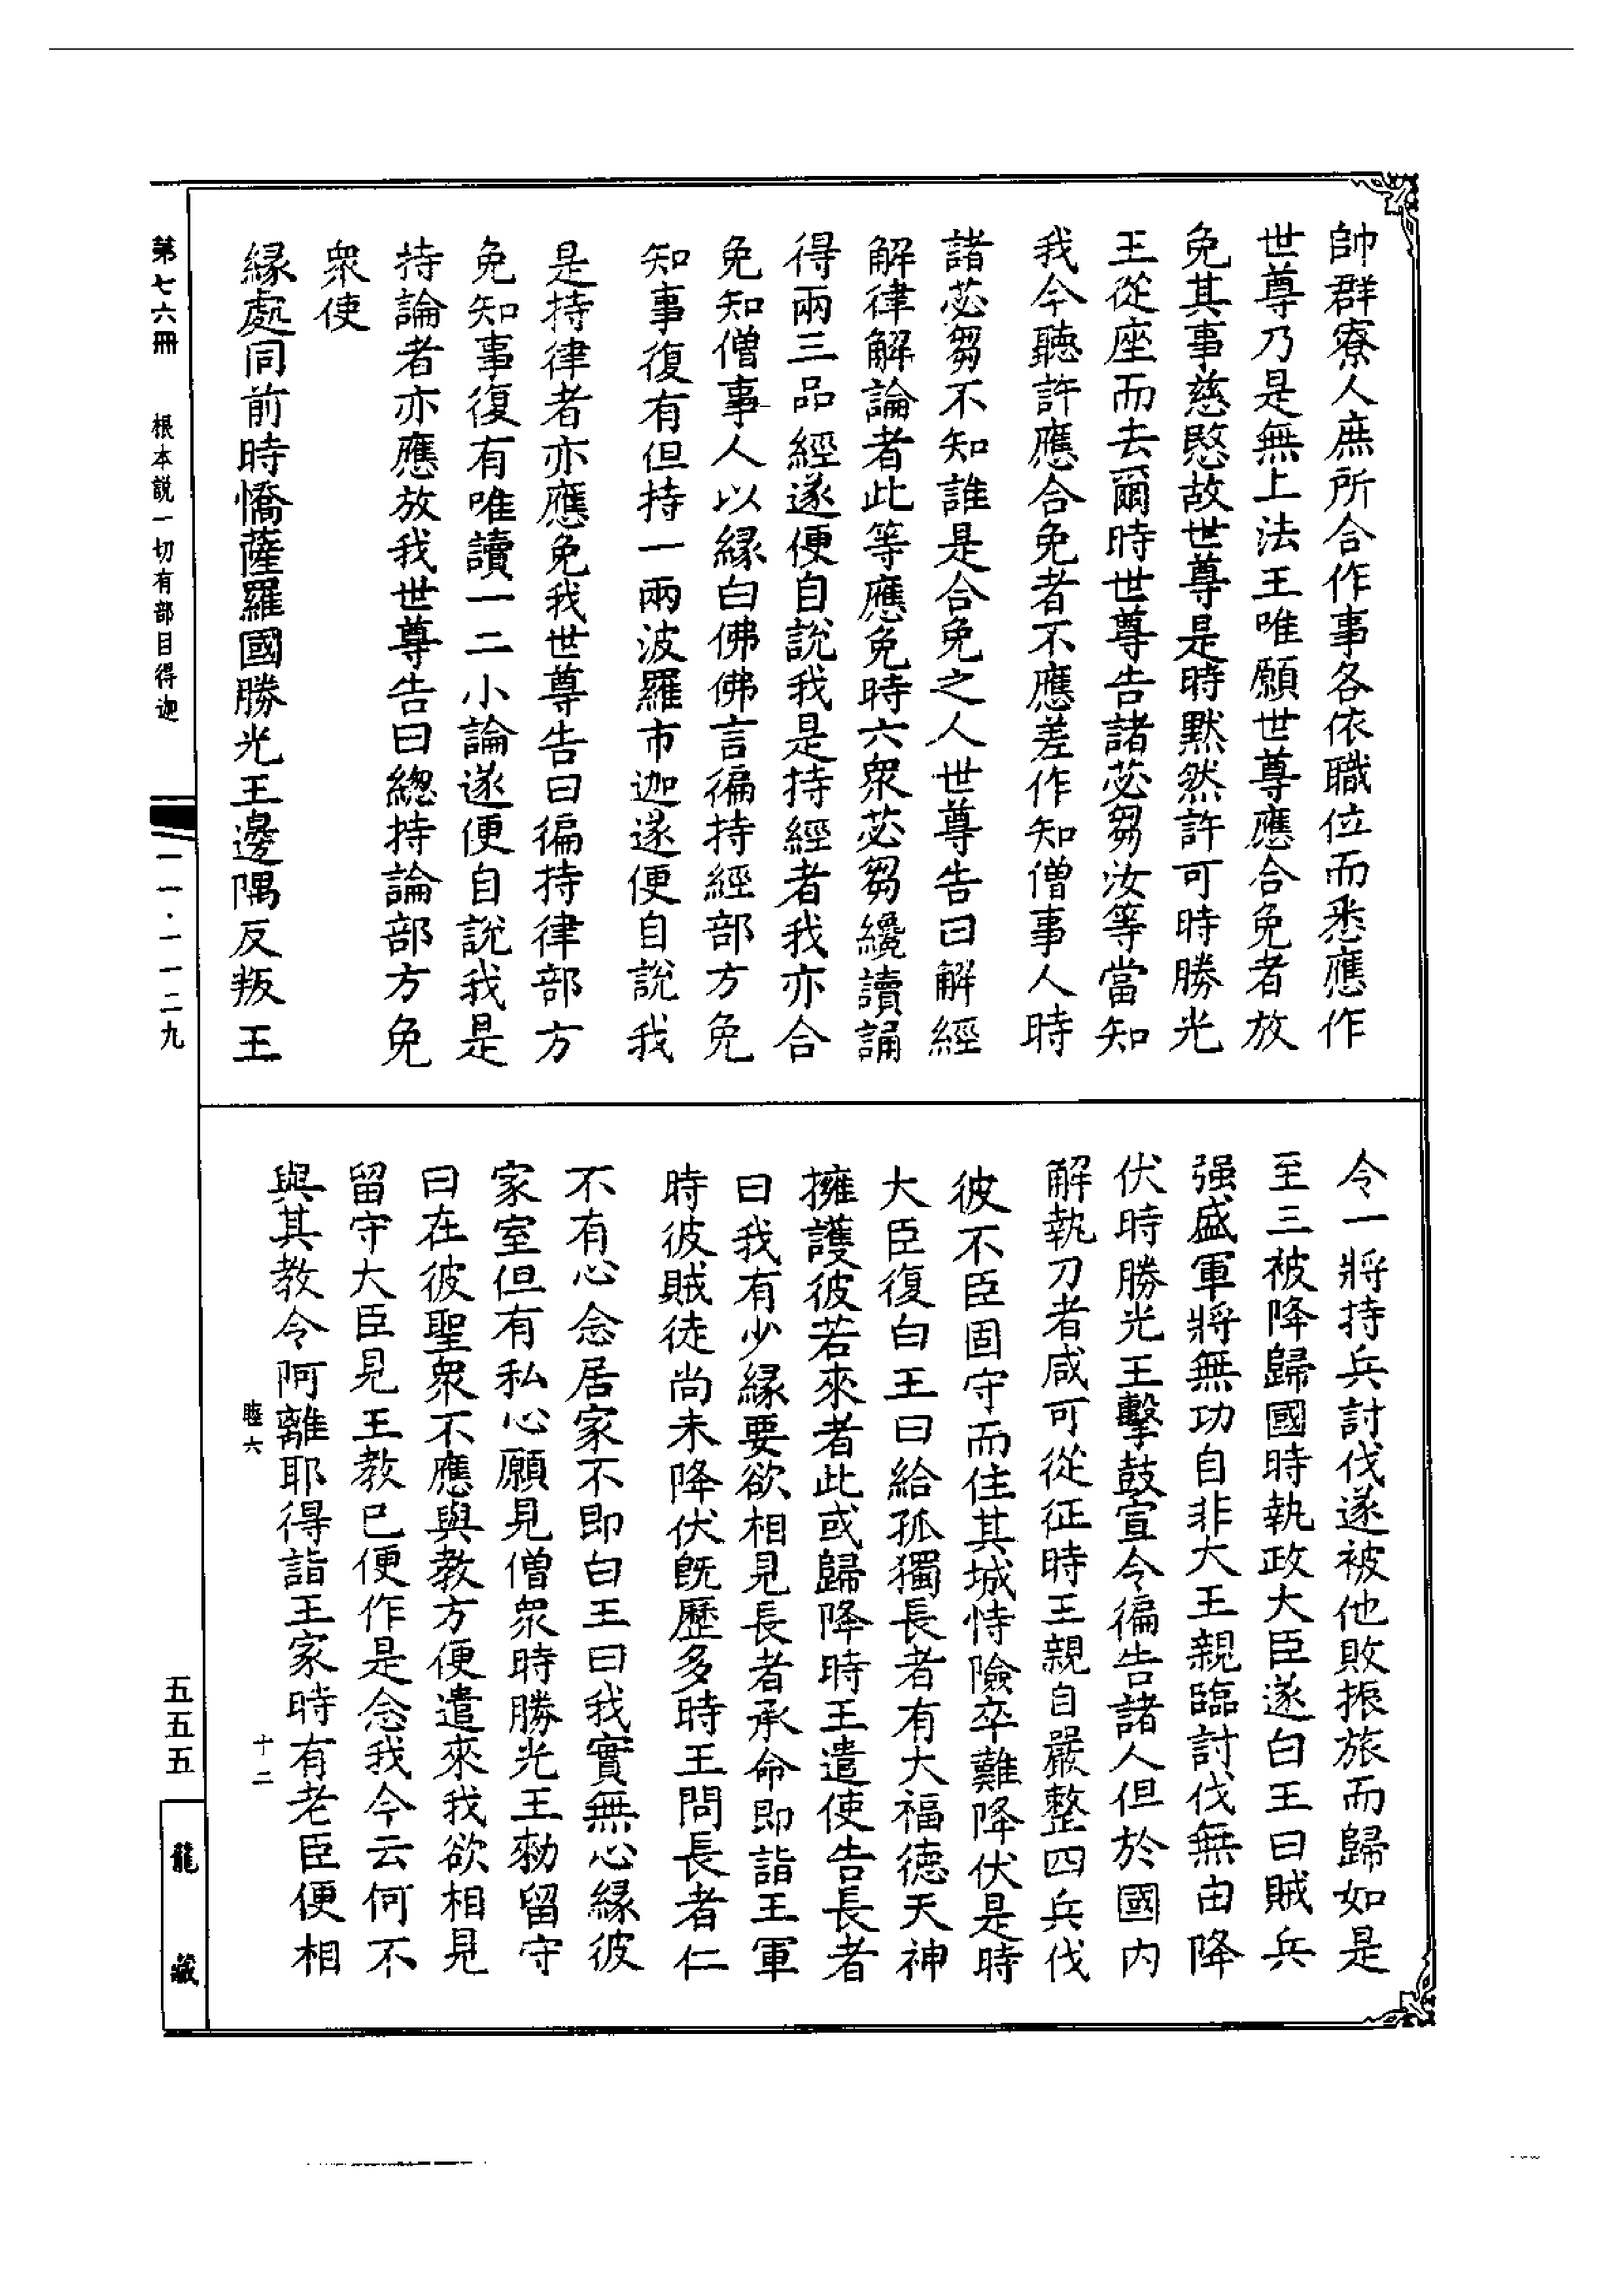 帥群寮人庶所合作事各依職位而悉應作
世尊乃是無上法王唯願世尊應合免者放
免其事慈愍故世尊是時默然許可時勝光
王從座而去爾時世尊告諸苾芻汝等當知
我今聽許應合免者不應差作知僧事人時
諸苾芻不知誰是合免之人世尊告曰解經
解律解論者此等應免時六眾苾芻纔讀誦
得兩三品經遂便自說我是持經者我亦合
免知僧事人以緣白佛佛言徧持經部方免
知事復有但持一兩波羅市迦遂便自說我
是持律者亦應免我世尊告曰徧持律部方
免知事復有唯讀一二小論遂便自說我是
持論者亦應放我世尊告曰總持論部方免
眾使
緣處同前時憍薩羅國勝光王邊隅反叛王
令一將持兵討伐遂被他敗振旅而歸如是
至三被降歸國時執政大臣遂白王曰賊兵
强盛軍將無功自非大王親臨討伐無由降
伏時勝光王擊鼓宣令徧告諸人但於國內
解執刀者咸可從征時王親自嚴整四兵伐
彼不臣固守而住其城恃險卒難降伏是時
大臣復白王曰給孤獨長者有大福德天神
擁護彼若來者此或歸降時王遣使告長者
曰我有少緣要欲相見長者承命即詣王軍
時彼賊徒尚未降伏旣歷多時王問長者仁
不有心念居家不即白王曰我實無心緣彼
家室但有私心願見僧眾時勝光王勑留守
曰在彼聖眾不應與教方便遣來我欲相見
留守大臣見王教已便作是念我今云何不
與其教令阿離耶得詣王家時有老臣便相
睡六
十二
第七六冊
根本説一切有部目得迦
一一·一一二九
五五五
龍藏